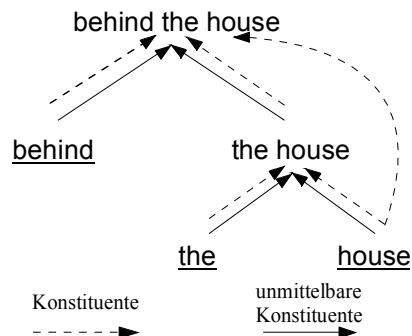 behind the house
behind
the house
the
house
Konstituente
unmittelbare
Konstituente